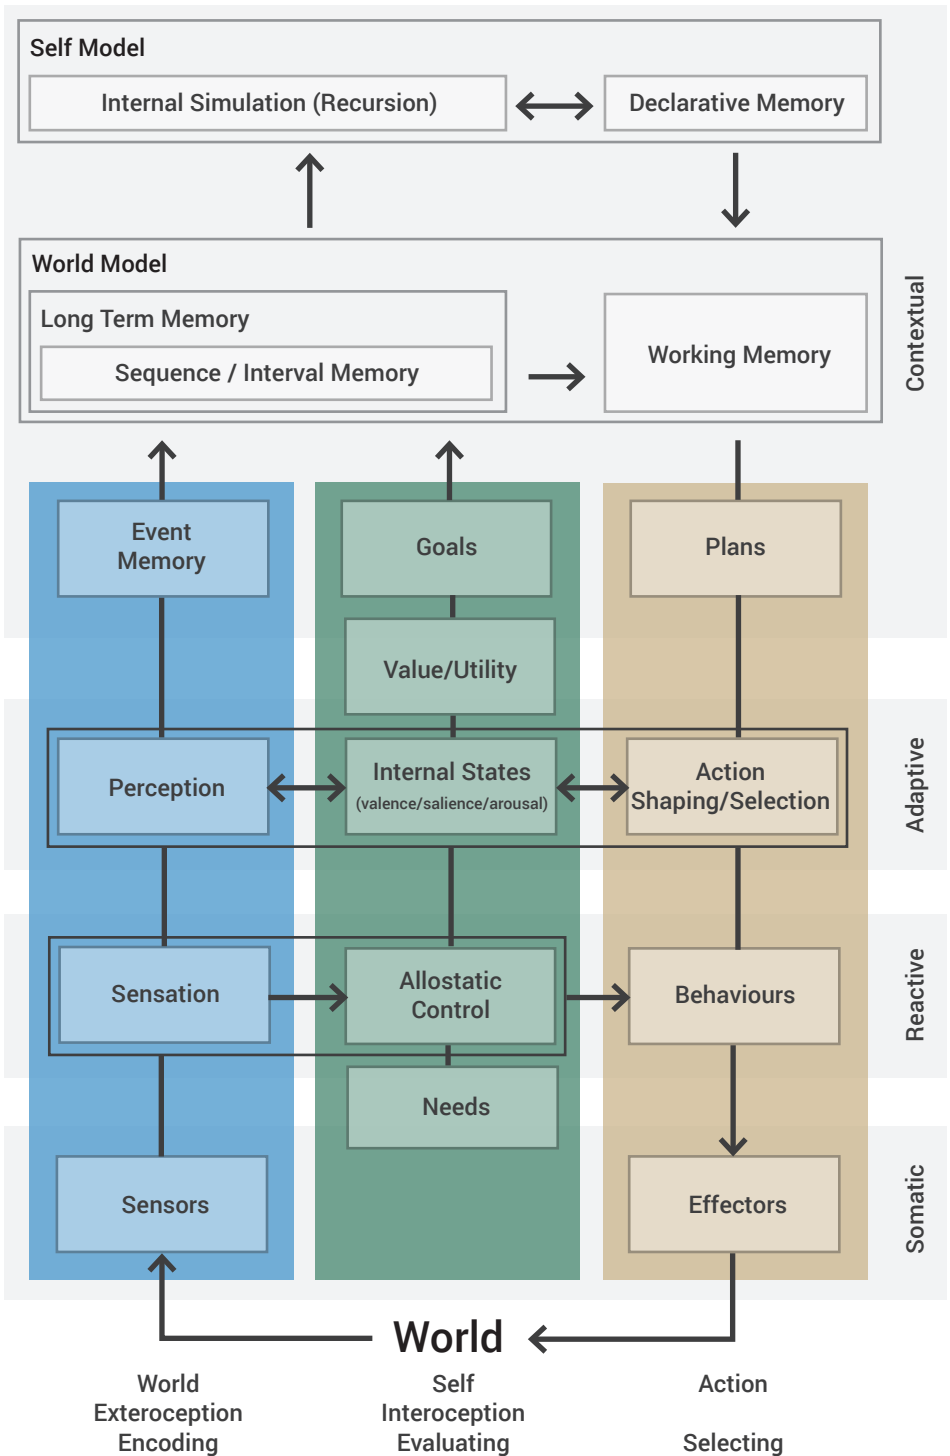 Self Model
Internal Simulation (Recursion)
Declarative Memory
World Model
Long Term Memory
Sequence / Interval Memory
Working Memory
Contextual
Event
Memory
Goals
Plans
Value/Utility
Perception
Internal States
(valence/salience/arousal)
Action
Shaping/Selection
Adaptive
Sensation
Allostatic
Control
Behaviours
Reactive
Needs
Sensors
Effectors
Somatic
World
World
Exteroception
Encoding
Self
Interoception
Evaluating
Action
Selecting